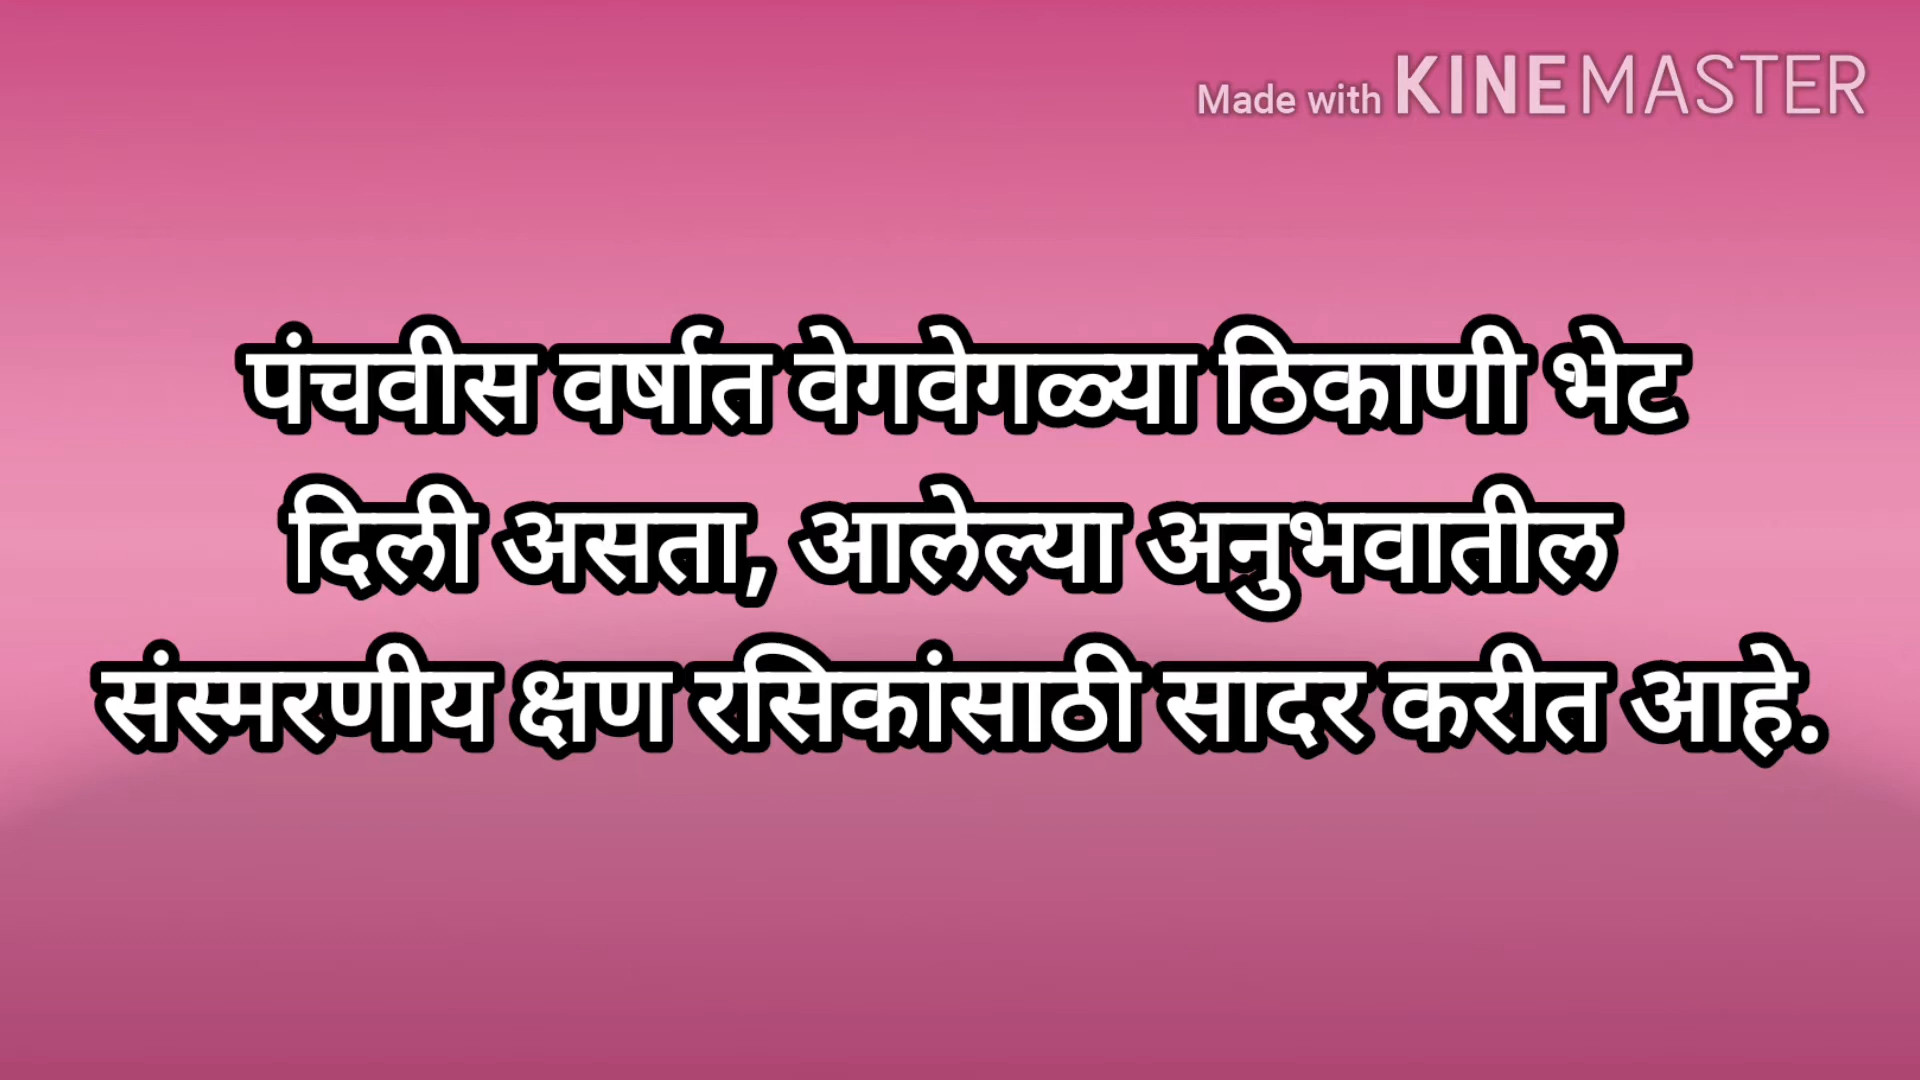 Made with KINEMASTER
पंचवीस वर्षात वेगवेगळ्या ठिकाणी भेट
दिली असता, आलेल्या अनुभवातील
संस्मरणीय क्षण रसिकांसाठी सादर करीत आहे.